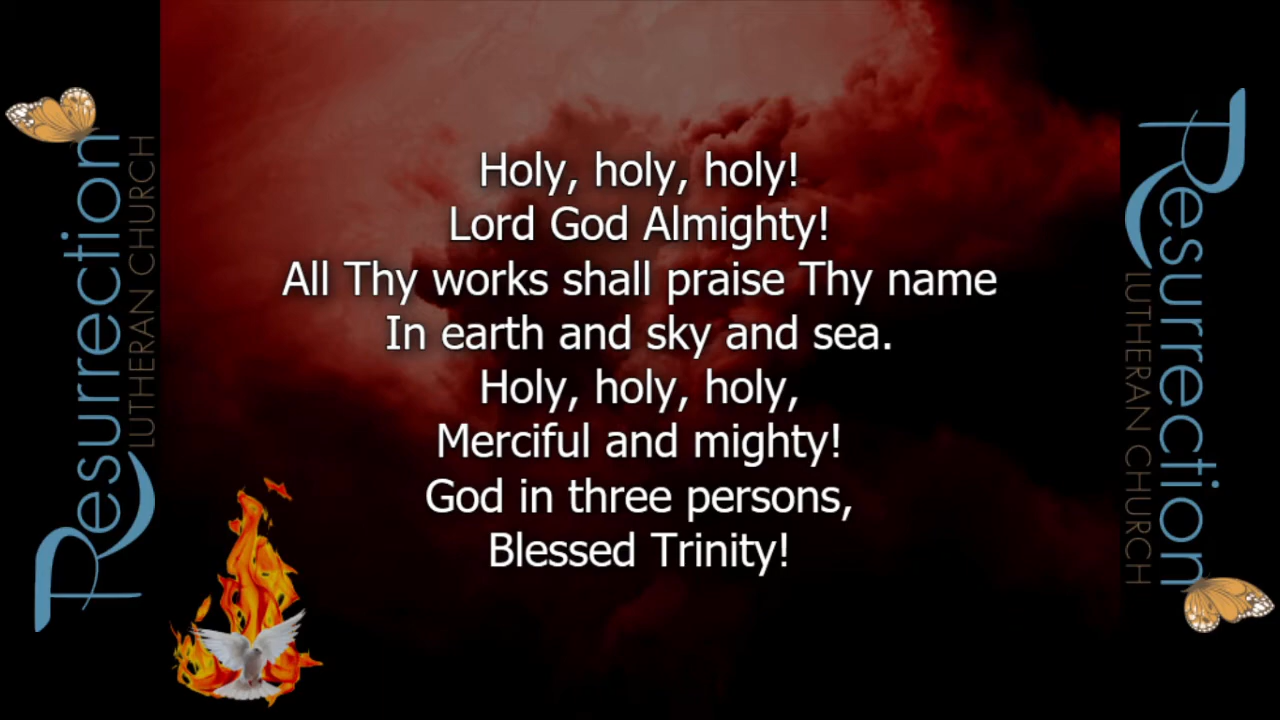 Resurrection
LUTHERAN CHURCH
Holy, holy, holy!
Lord God Almighty!
All Thy works shall praise Thy name
In earth and sky and sea.
Holy, holy, holy,
Merciful and mighty!
God in three persons,
Blessed Trinity!
Resurrection
LUTHERAN CHURCH